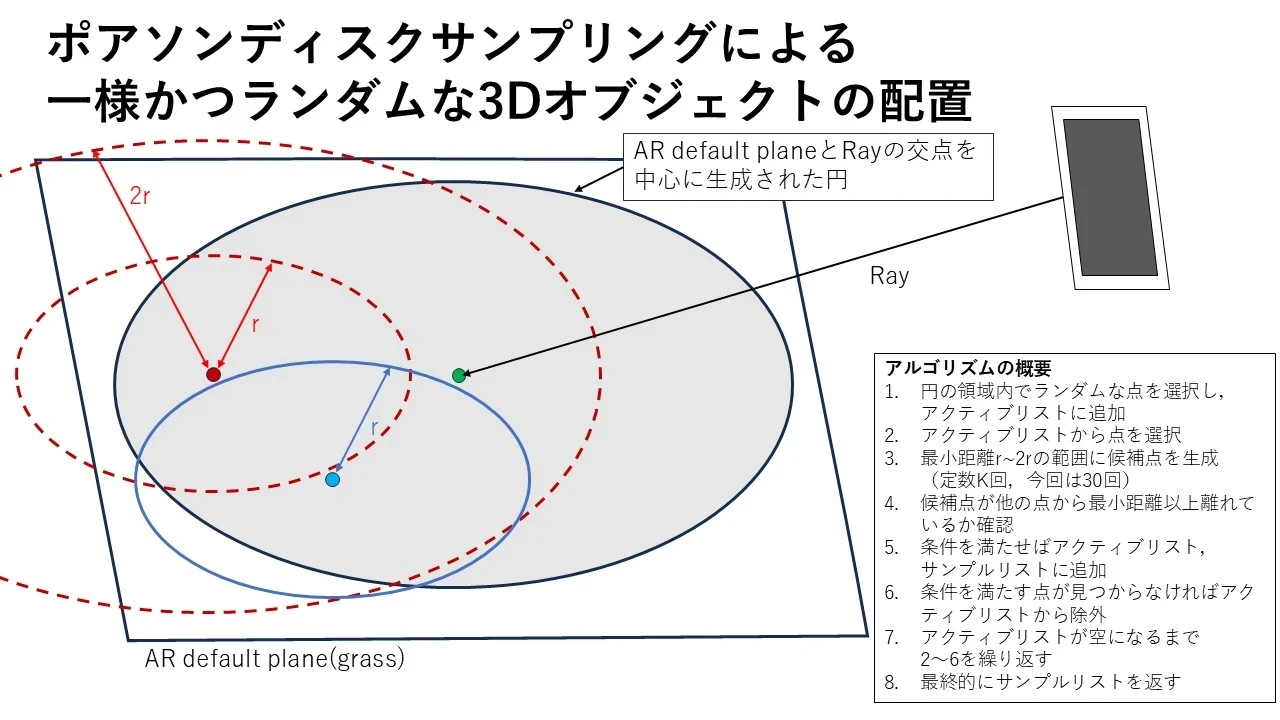 ポアソンディスクサンプリングによる
一様かつランダムな3Dオブジェクトの配置
AR default planeとRayの交点を
中心に生成された円
2r
r
Ray
r
AR default plane(grass)
アルゴリズムの概要
1. 円の領域内でランダムな点を選択し,
アクティブリストに追加
2. アクティブリストから点を選択
3. 最小距離r~2rの範囲に候補点を生成
（定数K回，今回は30回）
4. 候補点が他の点から最小距離以上離れて
いるか確認
5. 条件を満たせばアクティブリスト,
サンプルリストに追加
6. 条件を満たす点が見つからなければアク
ティブリストから除外
7. アクティブリストが空になるまで
2～6を繰り返す
8. 最終的にサンプルリストを返す